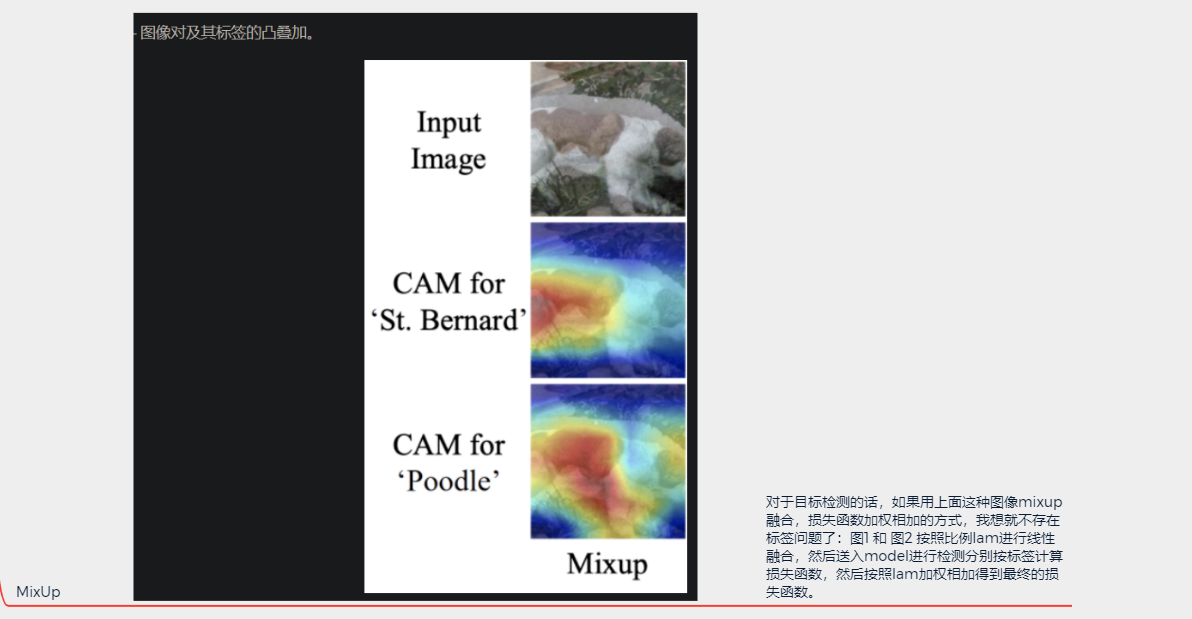 - 图像对及其标签的凸叠加。
Input
Image
CAM for
‘St. Bernard’
CAM for
‘Poodle’
Mixup
对于目标检测的话，如果用上面这种图像mixup
融合，损失函数加权相加的方式，我想就不存在
标签问题了：图1 和 图2 按照比例lam进行线性
融合，然后送入model进行检测分别按标签计算
损失函数，然后按照lam加权相加得到最终的损
失函数。
MixUp